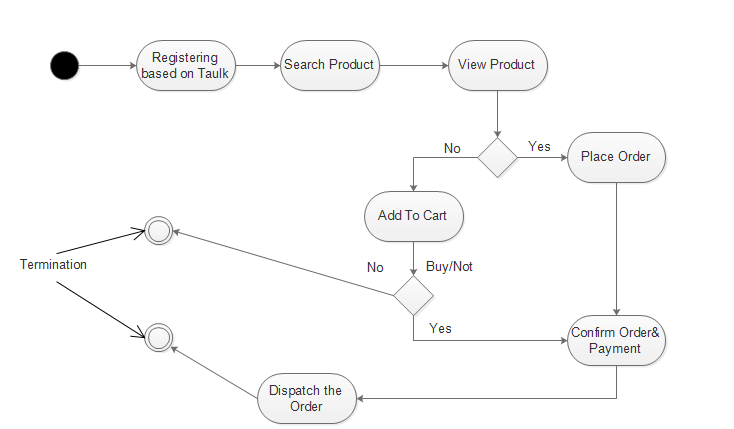 Registering
based on Taulk
Search Product
View Product
No
Yes
Place Order
Add To Cart
Termination
No
Buy/Not
Yes
Confirm Order&
Payment
Dispatch the
Order